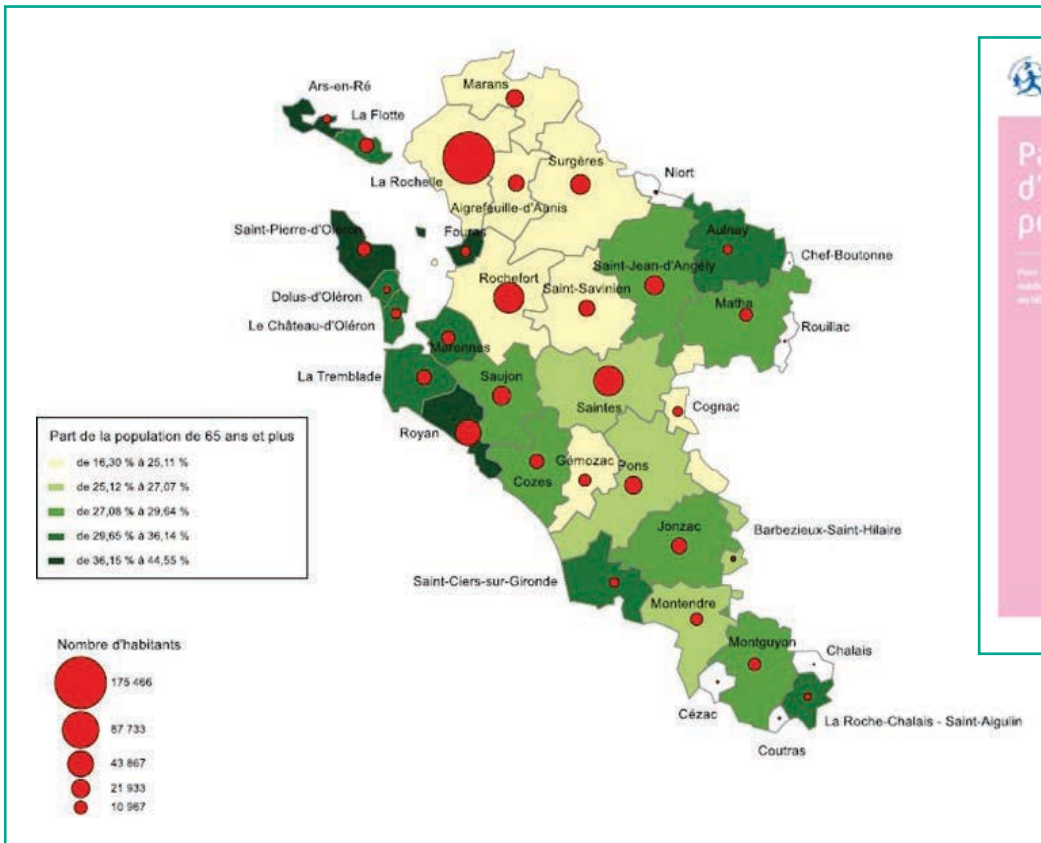 Marans
Ars-en-Ré
La Flotte
Surgères
Niort
La Rochelle
Aigrefeuille-d'Aunis
Saint-Pierre-d'Oléron
Fouras
Aulnay
Chef-Boutonne
Saint-Jean-d'Angély
Rochefort
Saint-Savinien
Dolus-d'Oléron
Matha
Le Château-d'Oléron
Rouillac
Marennes
La Tremblade
Saujon
Saintes
Cognac
Royan
Gémozac
Pons
Cozes
Jonzac
Barbezieux-Saint-Hilaire
Saint-Ciers-sur-Gironde
Montendre
Montguyon
Chalais
Cézac
La Roche-Chalais - Saint-Aigulin
Coutras
Part de la population de 65 ans et plus
de 16,30 % à 25,11 %
de 25,12 % à 27,07 %
de 27,08 % à 29,64 %
de 29,65 % à 36,14 %
de 36,15 % à 44,55 %
Nombre d'habitants
175 466
87 733
43 867
21 933
10 967
Pa
d'
pe